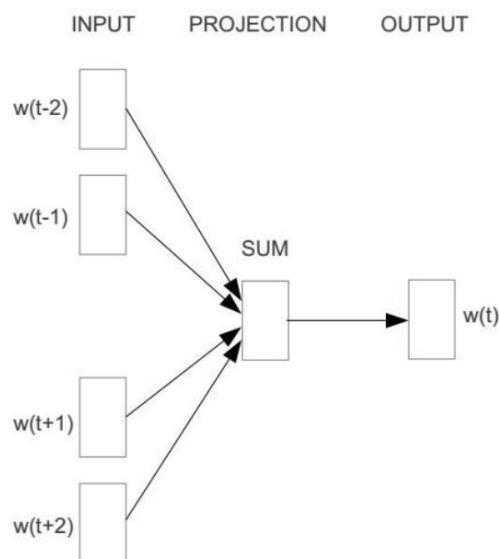 INPUT PROJECTION OUTPUT
w(t-2)
w(t-1)
SUM
w(t)
w(t+1)
w(t+2)